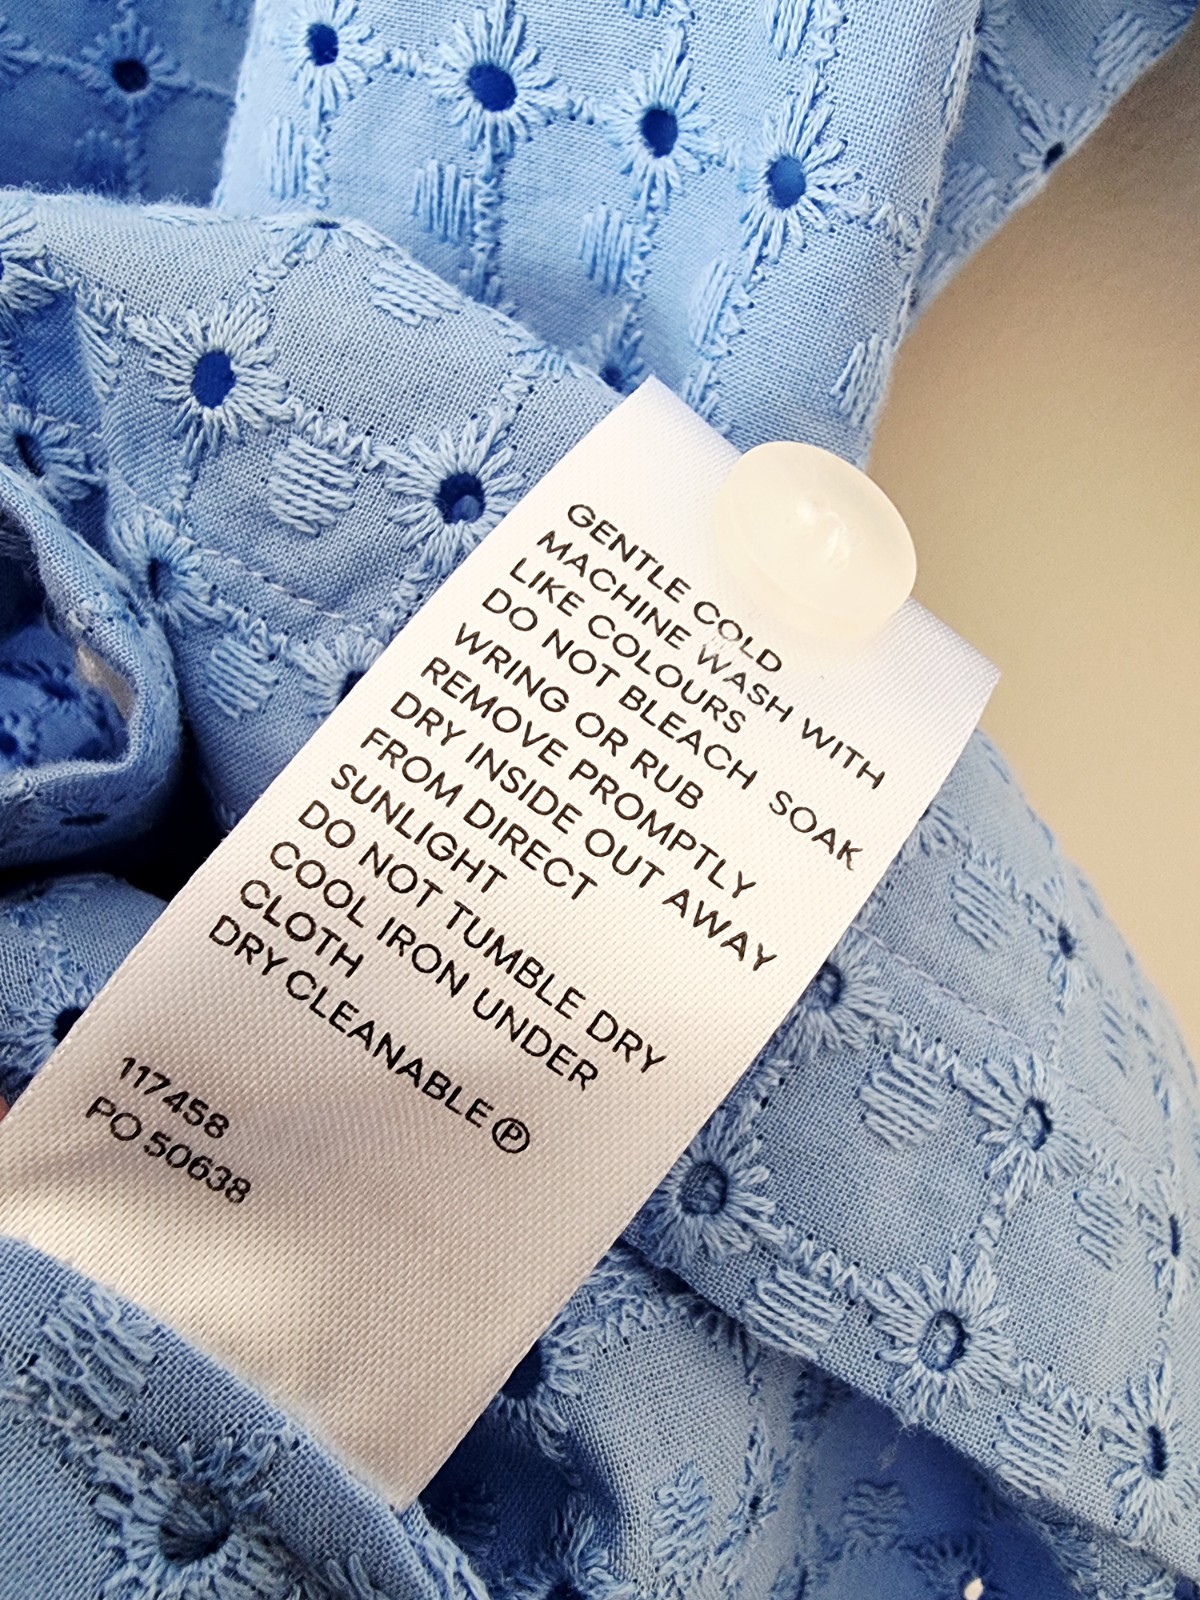 GENTLE COLD
MACHINE WASH WITH
LIKE COLOURS
DO NOT BLEACH SOAK
WRING OR RUB
REMOVE PROMPTLY
DRY INSIDE OUT AWAY
FROM DIRECT
SUNLIGHT
DO NOT TUMBLE DRY
COOL IRON UNDER
CLOTH
DRY CLEANABLE Ⓟ
117458
PO 50638